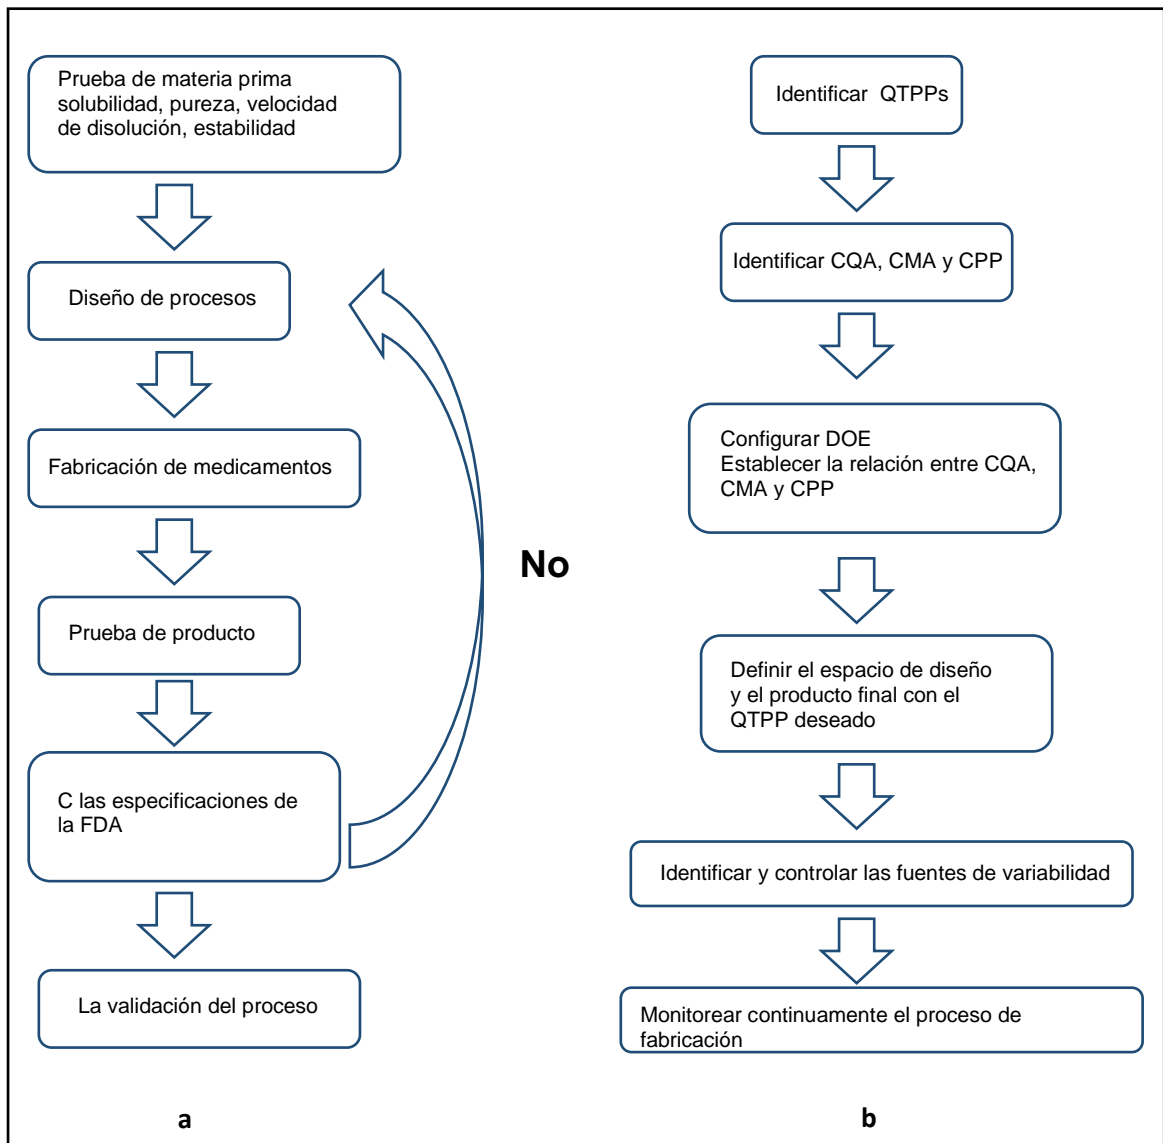 Prueba de materia prima
solubilidad, pureza, velocidad
de disolución, estabilidad
Diseño de procesos
Fabricación de medicamentos
Prueba de producto
C las especificaciones de
la FDA
La validación del proceso
a
No
Identificar QTPPs
Identificar CQA, CMA y CPP
Configurar DOE
Establecer la relación entre CQA,
CMA y CPP
Definir el espacio de diseño
y el producto final con el
QTPP deseado
Identificar y controlar las fuentes de variabilidad
Monitorear continuamente el proceso de
fabricación
b